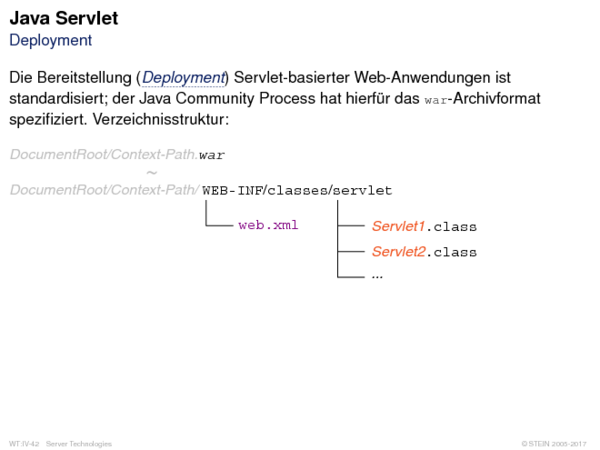 Java Servlet
Deployment
Die Bereitstellung (Deployment) Servlet-basierter Web-Anwendungen ist
standardisiert; der Java Community Process hat hierfür das war-Archivformat
spezifiziert. Verzeichnisstruktur:
DocumentRoot/Context-Path.war
~
DocumentRoot/Context-Path/ WEB-INF/classes/servlet
web.xml Servlet1.class
Servlet2.class
...
WT:IV-42 Server Technologies © STEIN 2005-2017